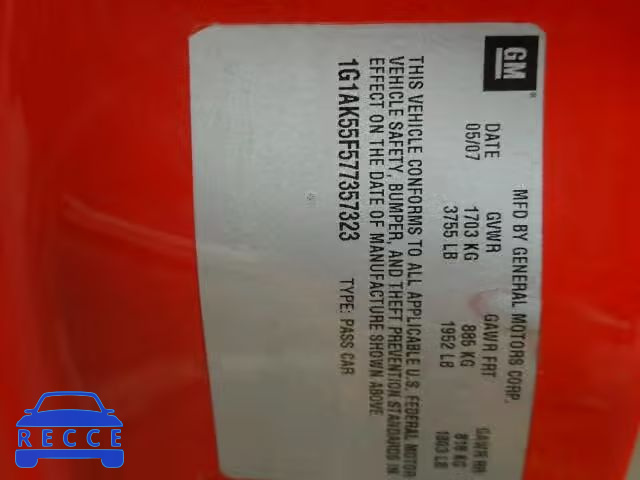 GM
®
MFD BY GENERAL MOTORS CORP.
DATE GVWR GAWR FRT GAWR RR
05/07 1703 KG 885 KG 818 KG
3755 LB 1952 LB 1803 LB
THIS VEHICLE CONFORMS TO ALL APPLICABLE U.S. FEDERAL MOTOR
VEHICLE SAFETY, BUMPER, AND THEFT PREVENTION STANDARDS IN
EFFECT ON THE DATE OF MANUFACTURE SHOWN ABOVE.
1G1AK55F577357323 TYPE: PASS CAR
RECCE